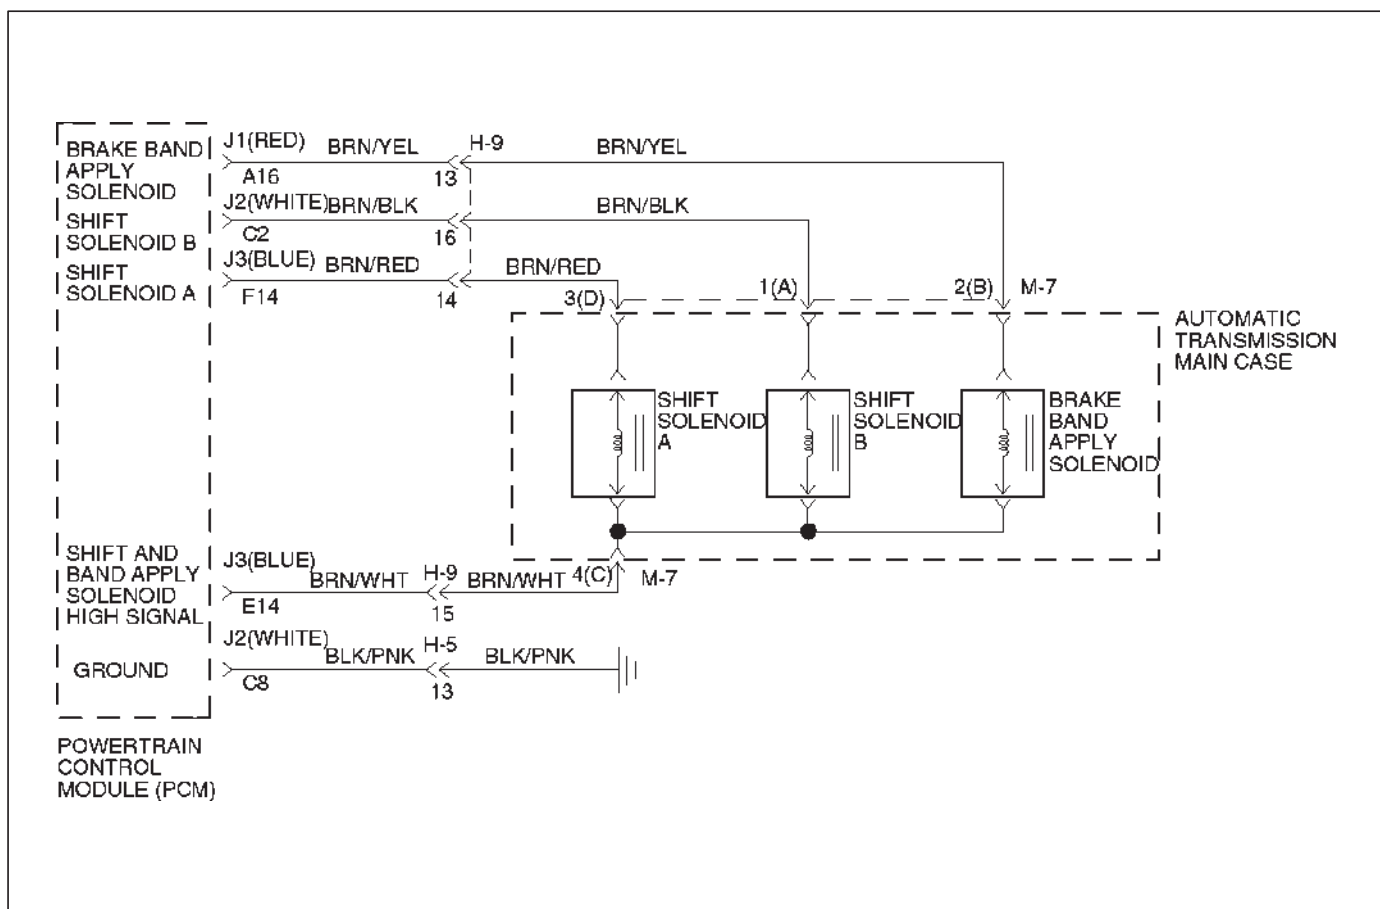 BRAKE BAND
APPLY
SOLENOID
SHIFT
SOLENOID B
SHIFT
SOLENOID A
J1(RED)
A16
BRN/YEL
H-9
13
BRN/YEL
J2(WHITE)
C2
BRN/BLK
16
BRN/BLK
J3(BLUE)
F14
BRN/RED
14
BRN/RED
3(D)
1(A)
2(B)
M-7
AUTOMATIC
TRANSMISSION
MAIN CASE
SHIFT
SOLENOID
A
SHIFT
SOLENOID
B
BRAKE
BAND
APPLY
SOLENOID
SHIFT AND
BAND APPLY
SOLENOID
HIGH SIGNAL
J3(BLUE)
E14
BRN/WHT
H-9
15
BRN/WHT
4(C)
M-7
GROUND
J2(WHITE)
C8
BLK/PNK
H-5
13
BLK/PNK
POWERTRAIN
CONTROL
MODULE (PCM)